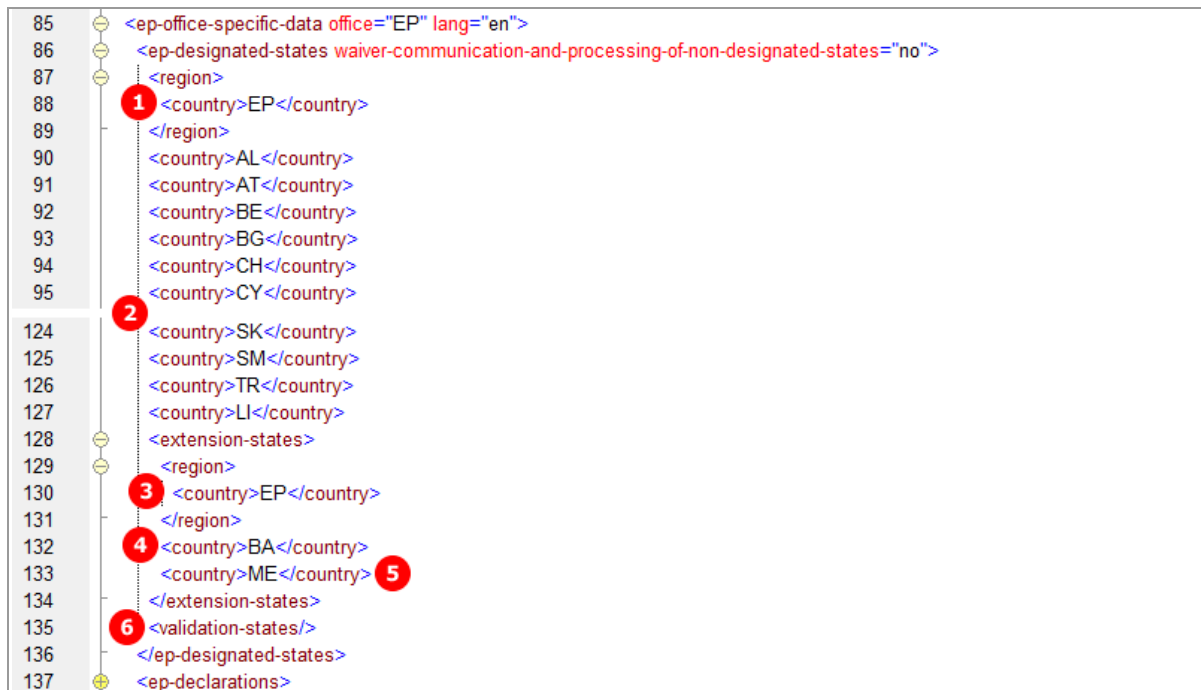 85 <ep-office-specific-data office="EP" lang="en">
86 <ep-designated-states waiver-communication-and-processing-of-non-designated-states="no">
87 <region>
88 1 <country>EP</country>
89 </region>
90 <country>AL</country>
91 <country>AT</country>
92 <country>BE</country>
93 <country>BG</country>
94 <country>CH</country>
95 <country>CY</country>
2
124 <country>SK</country>
125 <country>SM</country>
126 <country>TR</country>
127 <country>LI</country>
128 <extension-states>
129 <region>
130 3 <country>EP</country>
131 </region>
132 4 <country>BA</country>
133 <country>ME</country> 5
134 </extension-states>
135 6 <validation-states/>
136 </ep-designated-states>
137 <ep-declarations>